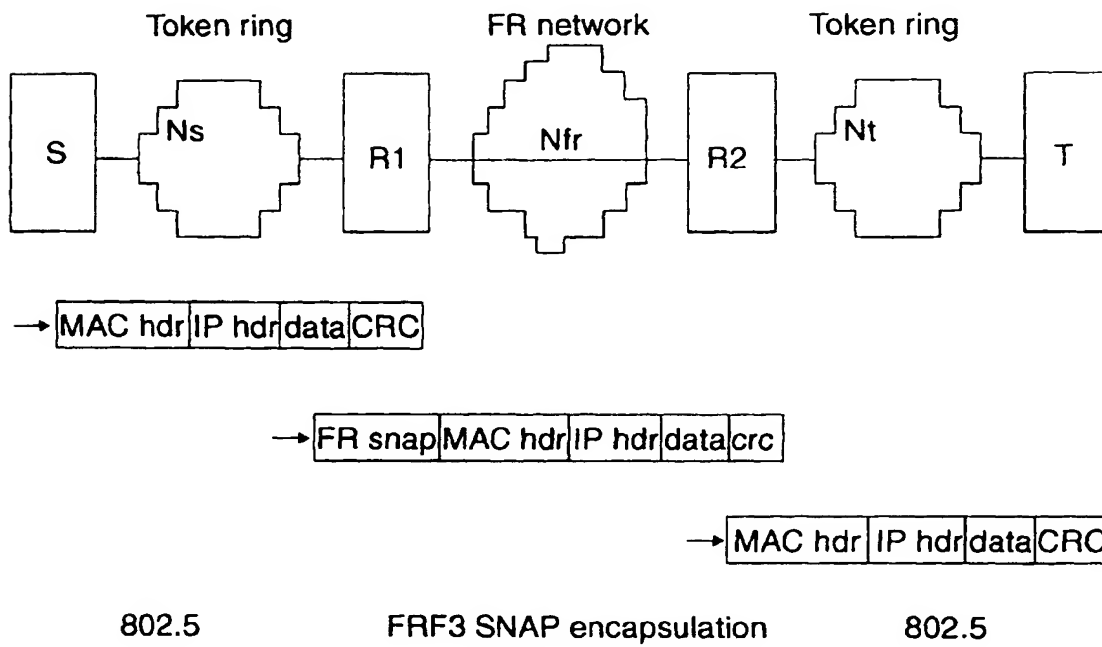 Token ring FR network Token ring
S Ns R1 Nfr R2 Nt T
MAC hdr IP hdr data CRC
FR snap MAC hdr IP hdr data crc
MAC hdr IP hdr data CRC
802.5 FRF3 SNAP encapsulation 802.5